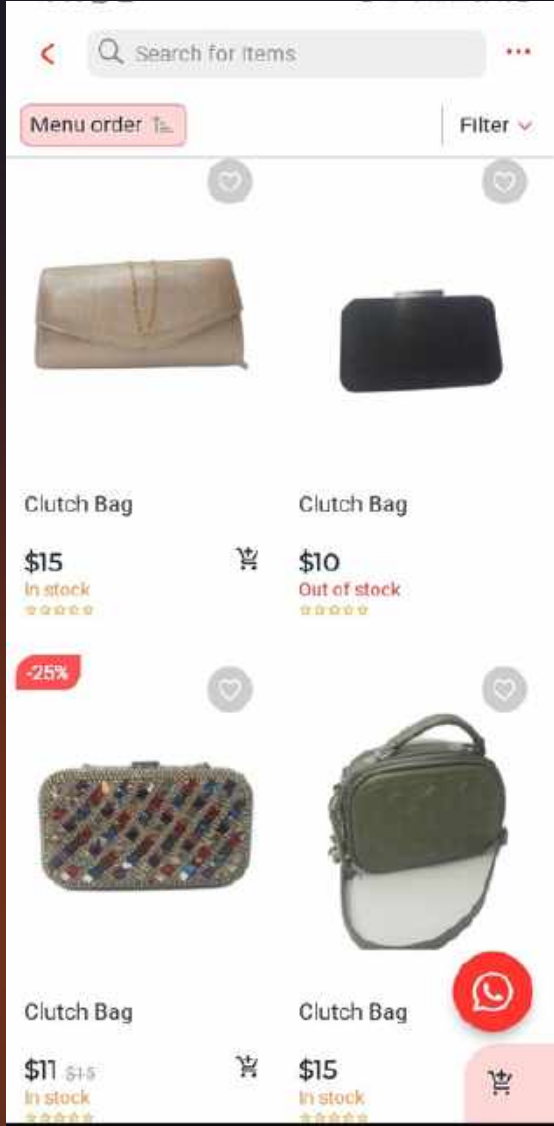 Search for Items
Menu order
Filter
Clutch Bag
Clutch Bag
$15
$10
In stock
Out of stock
-25%
Clutch Bag
Clutch Bag
$11 $15
$15
In stock
In stock